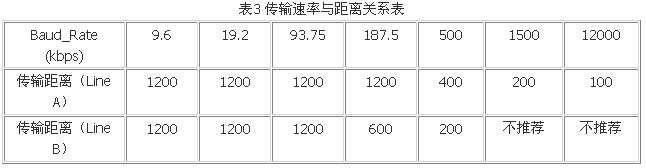 表3 传输速率与距离关系表
Baud_Rate (kbps) 9.6 19.2 93.75 187.5 500 1500 12000
传输距离（Line A） 1200 1200 1200 1200 400 200 100
传输距离（Line B） 1200 1200 1200 600 200 不推荐 不推荐